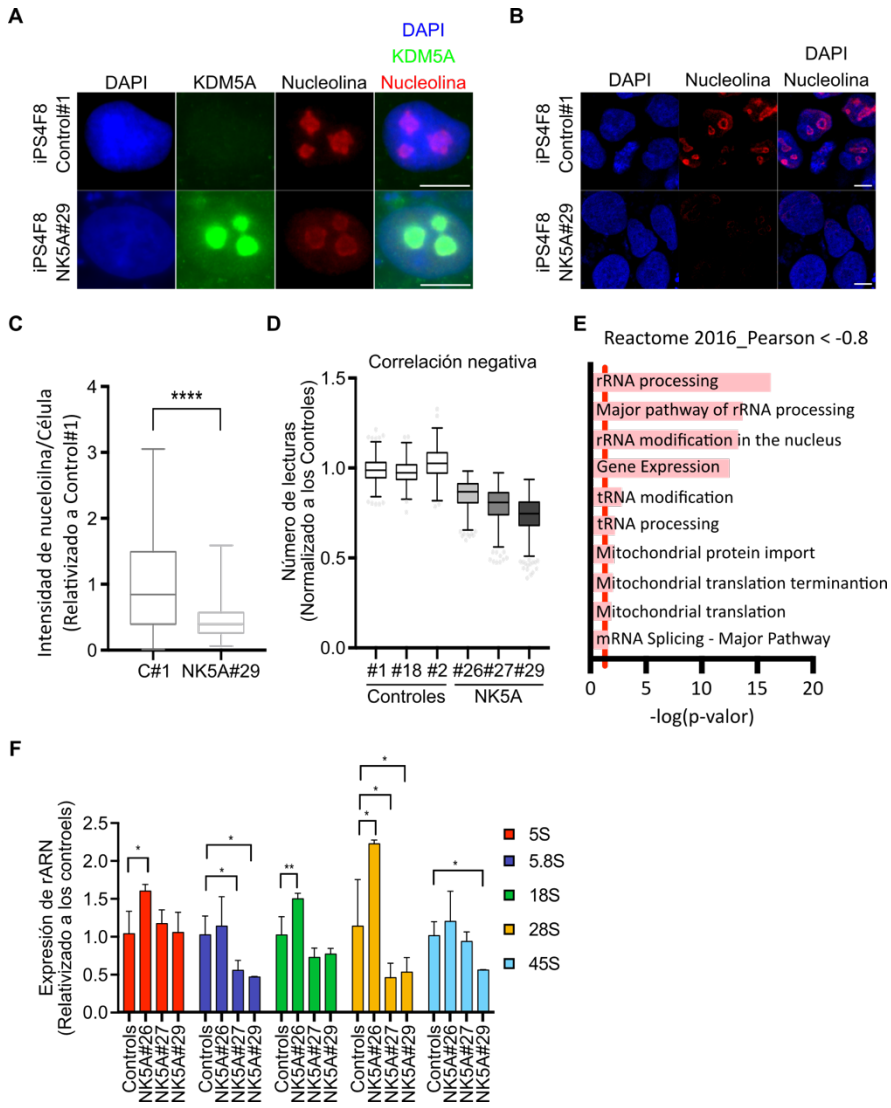 A
DAPI
KDM5A
DAPI KDM5A Nucleolina Nucleolina
iPS4F8
Control#1
iPS4F8
NK5A#29
B
DAPI
DAPI Nucleolina Nucleolina
iPS4F8
Control#1
iPS4F8
NK5A#29
C
Intensidad de nuceloilna/Célula
(Relativizado a Control#1)
4
3
2
1
0
****
C#1 NK5A#29
D
Correlación negativa
Número de lecturas
(Normalizado a los Controles)
1.5
1.0
0.5
0.0
#1 #18 #2 #26#27#29
Controles NK5A
E
Reactome 2016_Pearson < -0.8
rRNA processing
Major pathway of rRNA processing
rRNA modification in the nucleus
Gene Expression
tRNA modification
tRNA processing
Mitochondrial protein import
Mitochondrial translation terminantion
Mitochondrial translation
mRNA Splicing - Major Pathway
0 5 10 15 20
-log(p-valor)
F
Expresión de rARN
(Relativizado a los controels)
2.5
2.0
1.5
1.0
0.5
0.0
*
*
*
**
*
*
*
*
Controls
NK5A#26
NK5A#27
NK5A#29
Controls
NK5A#26
NK5A#27
NK5A#29
Controls
NK5A#26
NK5A#27
NK5A#29
Controls
NK5A#26
NK5A#27
NK5A#29
Controls
NK5A#26
NK5A#27
NK5A#29
5S
5.8S
18S
28S
45S